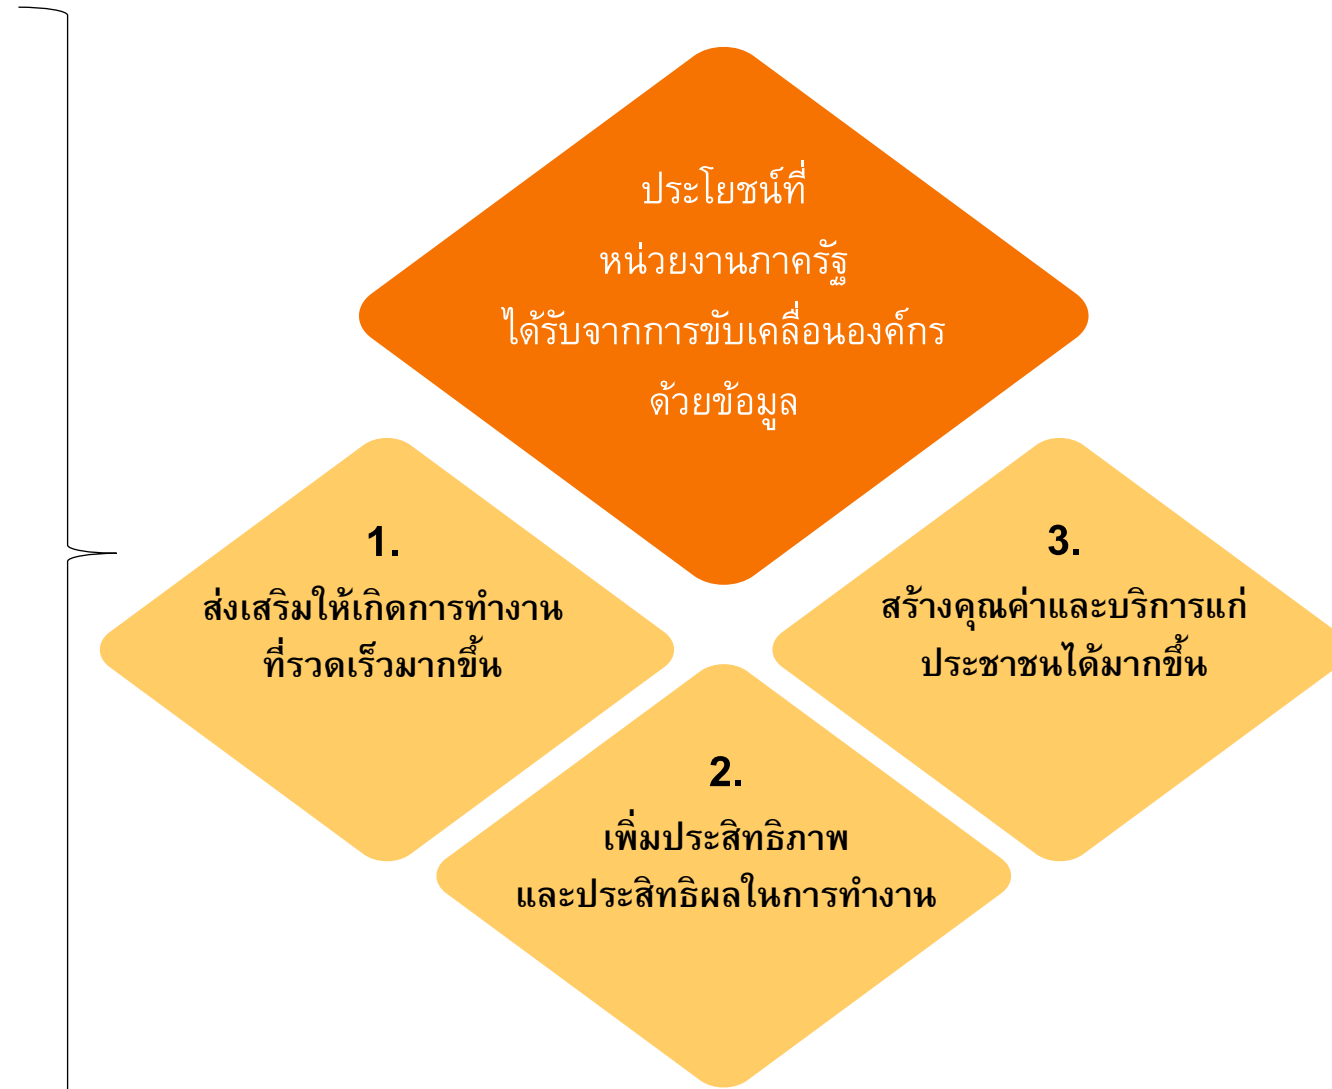 ประโยชน์ที่
หน่วยงานภาครัฐ
ได้รับจากการขับเคลื่อนองค์กร
ด้วยข้อมูล
1.
ส่งเสริมให้เกิดการทำงาน
ที่รวดเร็วมากขึ้น
2.
เพิ่มประสิทธิภาพ
และประสิทธิผลในการทำงาน
3.
สร้างคุณค่าและบริการแก่
ประชาชนได้มากขึ้น